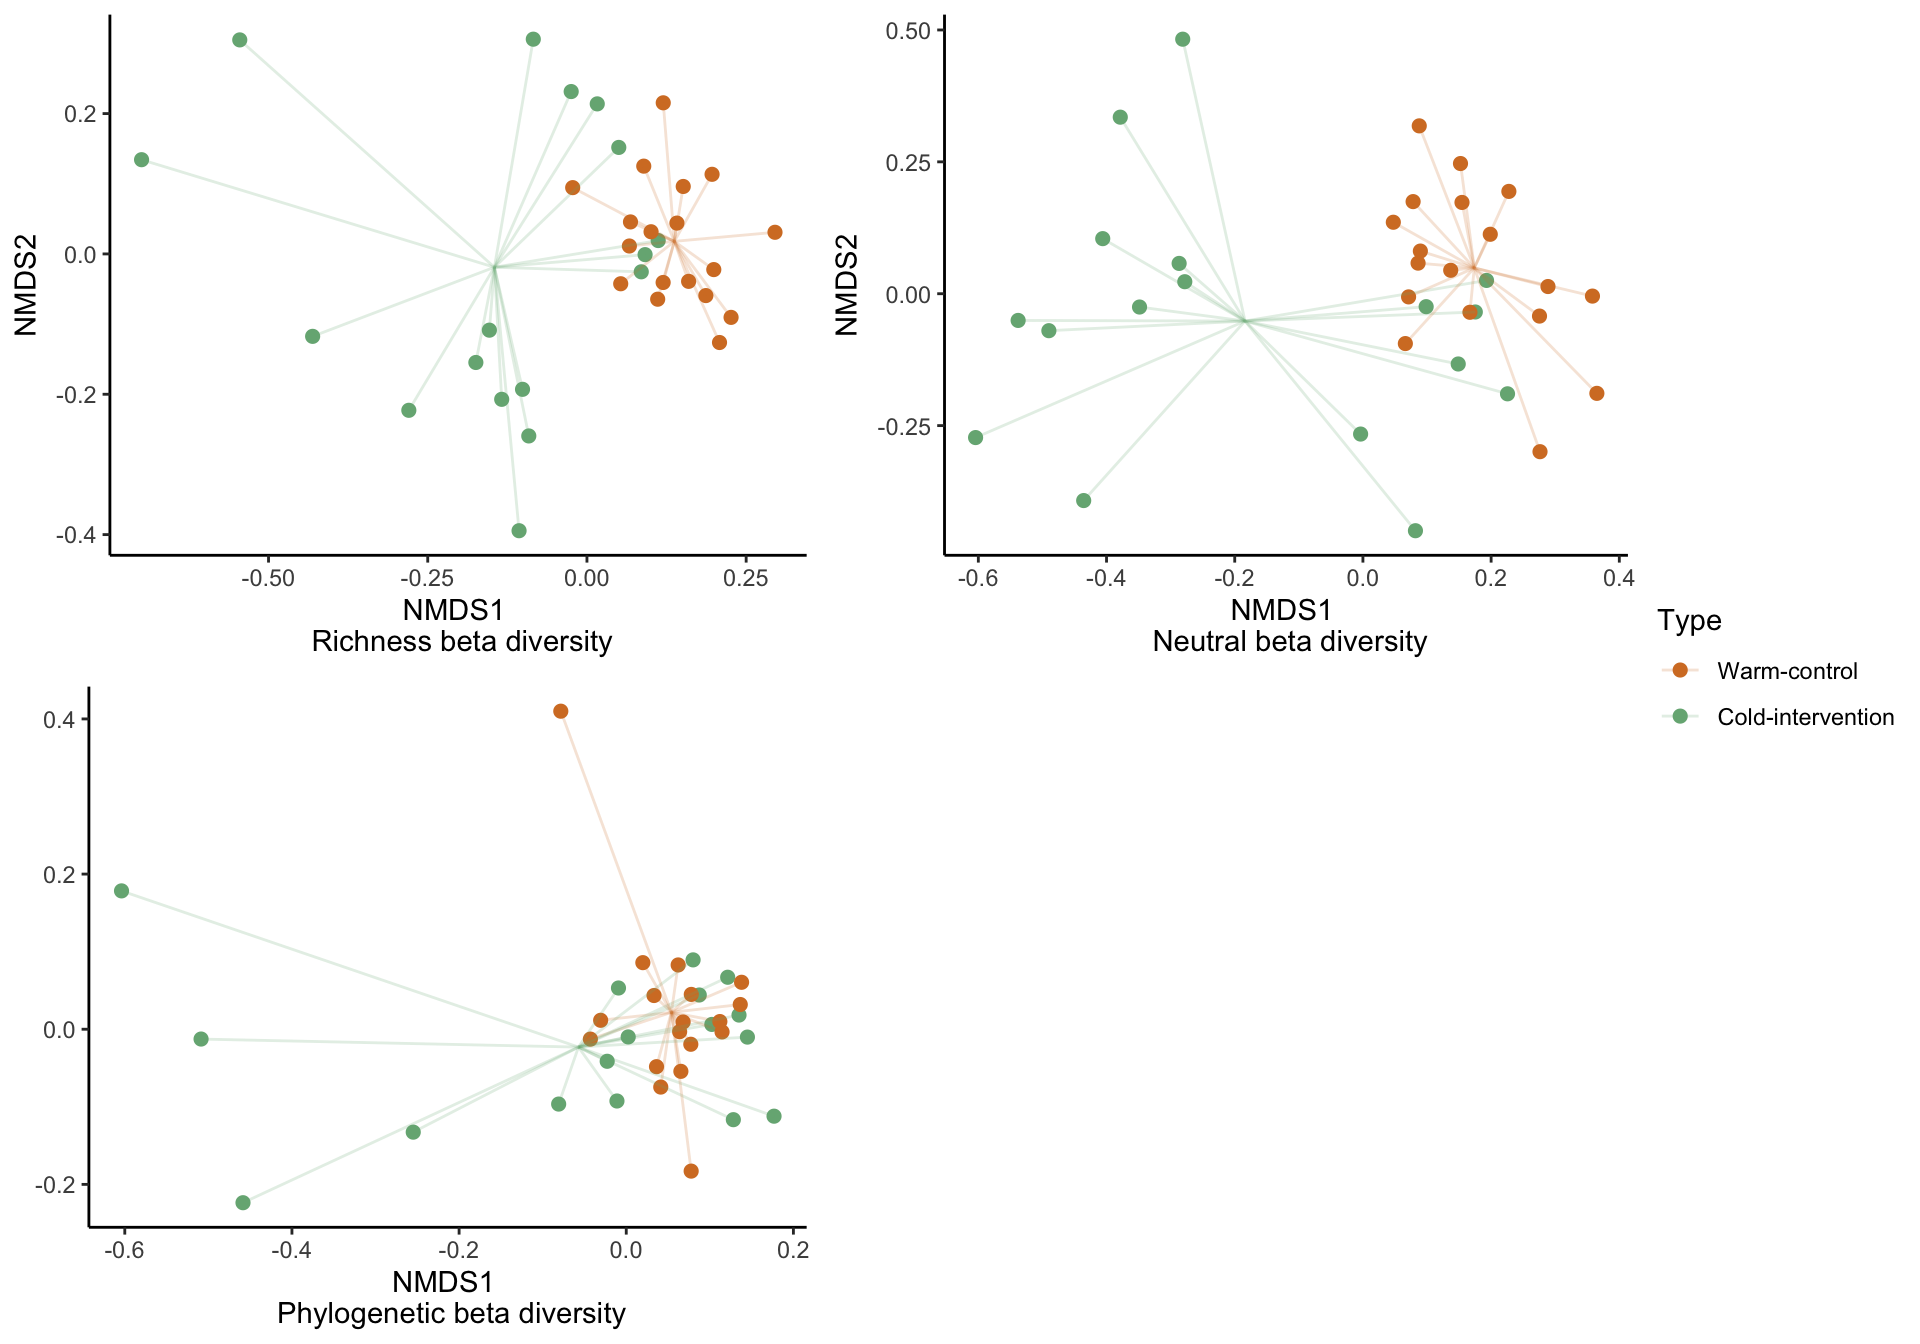 NMDS2
0.2
0.0
-0.2
-0.4
-0.50
-0.25
0.00
0.25
NMDS1
Richness beta diversity
NMDS2
0.50
0.25
0.00
-0.25
-0.6
-0.4
-0.2
0.0
0.2
0.4
NMDS1
Neutral beta diversity
Type
Warm-control
Cold-intervention
0.4
0.2
0.0
-0.2
-0.6
-0.4
-0.2
0.0
0.2
NMDS1
Phylogenetic beta diversity